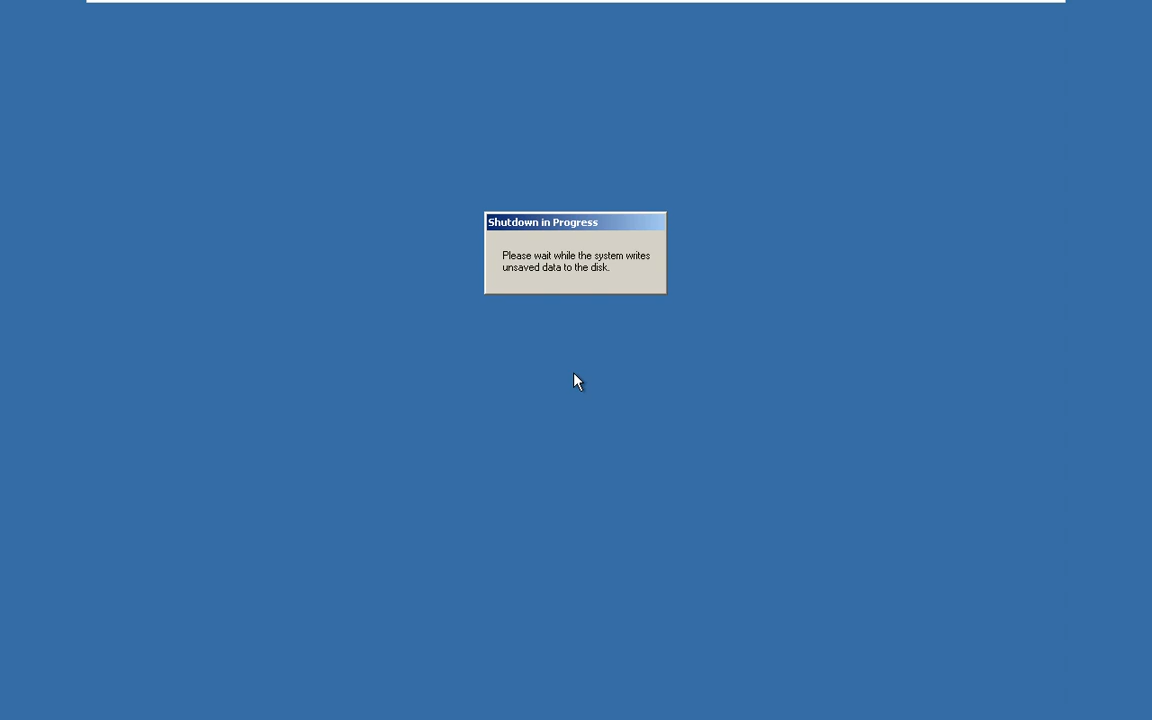 Shutdown in Progress
Please wait while the system writes
unsaved data to the disk.